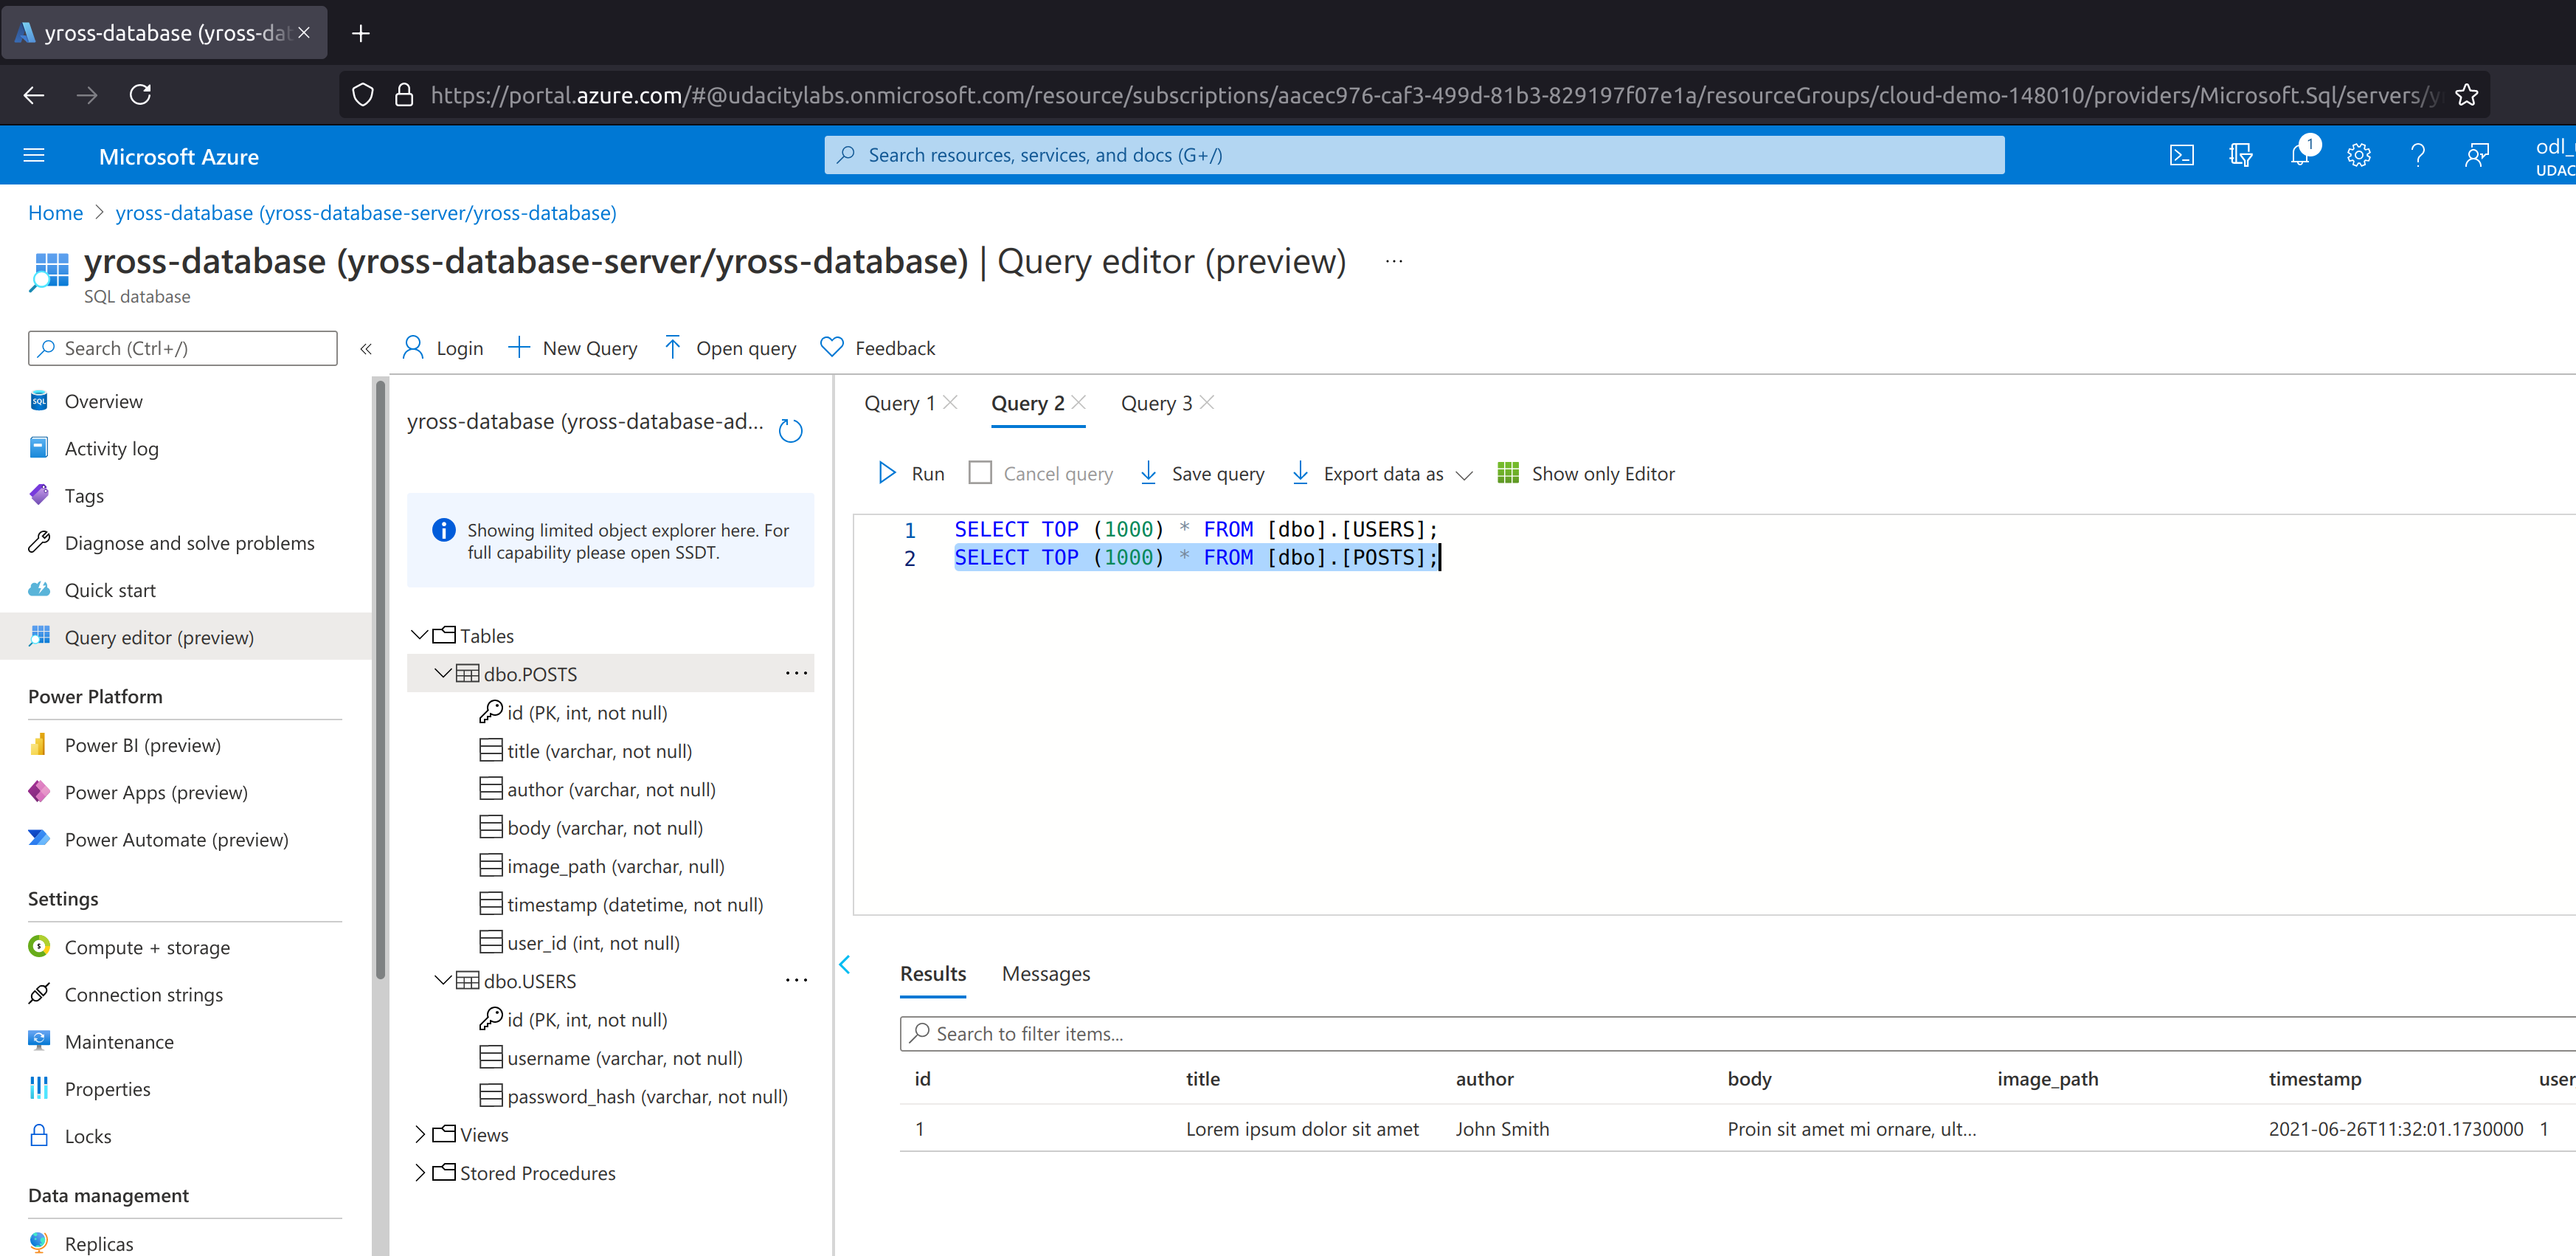 yross-database (yross-dat
https://portal.azure.com/#@udacitylabs.onmicrosoft.com/resource/subscriptions/aacec976-caf3-499d-81b3-829197f07e1a/resourceGroups/cloud-demo-148010/providers/Microsoft.Sql/servers/y
Microsoft Azure
Search resources, services, and docs (G+/)
1
odl_
UDAC
Home > yross-database (yross-database-server/yross-database)
yross-database (yross-database-server/yross-database) | Query editor (preview) ...
SQL database
Search (Ctrl+/)
«
Login
New Query
Open query
Feedback
Overview
Activity log
Tags
Diagnose and solve problems
Quick start
Query editor (preview)
Power Platform
Power BI (preview)
Power Apps (preview)
Power Automate (preview)
Settings
Compute + storage
Connection strings
Maintenance
Properties
Locks
Data management
Replicas
yross-database (yross-database-ad...
Showing limited object explorer here. For
full capability please open SSDT.
Tables
dbo.POSTS ...
id (PK, int, not null)
title (varchar, not null)
author (varchar, not null)
body (varchar, not null)
image_path (varchar, null)
timestamp (datetime, not null)
user_id (int, not null)
dbo.USERS ...
id (PK, int, not null)
username (varchar, not null)
password_hash (varchar, not null)
Views
Stored Procedures
Query 1
Query 2
Query 3
Run
Cancel query
Save query
Export data as
Show only Editor
1 SELECT TOP (1000) * FROM [dbo].[USERS];
2 SELECT TOP (1000) * FROM [dbo].[POSTS];
Results
Messages
Search to filter items...
id title author body image_path timestamp user
1 Lorem ipsum dolor sit amet John Smith Proin sit amet mi ornare, ult... 2021-06-26T11:32:01.1730000 1